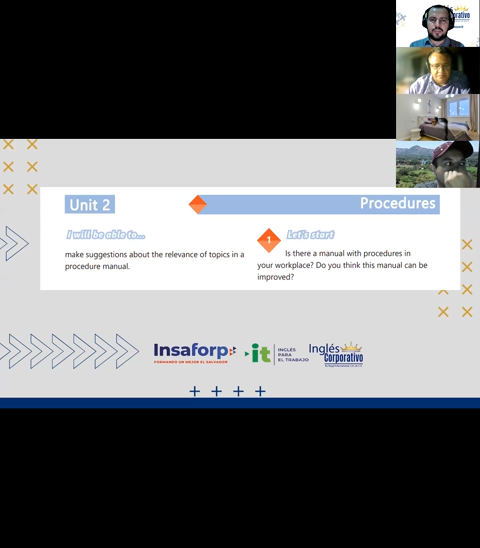 Unit 2
Procedures
I will be able to...
make suggestions about the relevance of topics in a
procedure manual.
1
Let's start
Is there a manual with procedures in
your workplace? Do you think this manual can be
improved?
Insaforp
FORMANDO UN MEJOR EL SALVADOR
it
INGLÉS
PARA
EL TRABAJO
Inglés
Corporativo